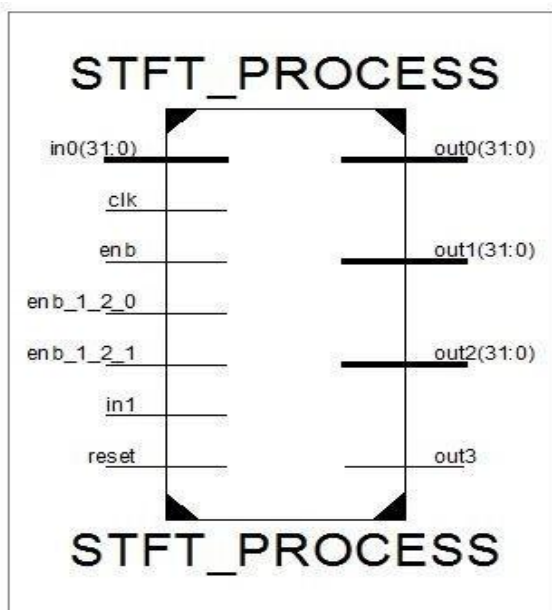 STFT_PROCESS
in0(31:0) out0(31:0)
clk
enb out1(31:0)
enb_1_2_0
enb_1_2_1 out2(31:0)
in1
reset out3
STFT_PROCESS